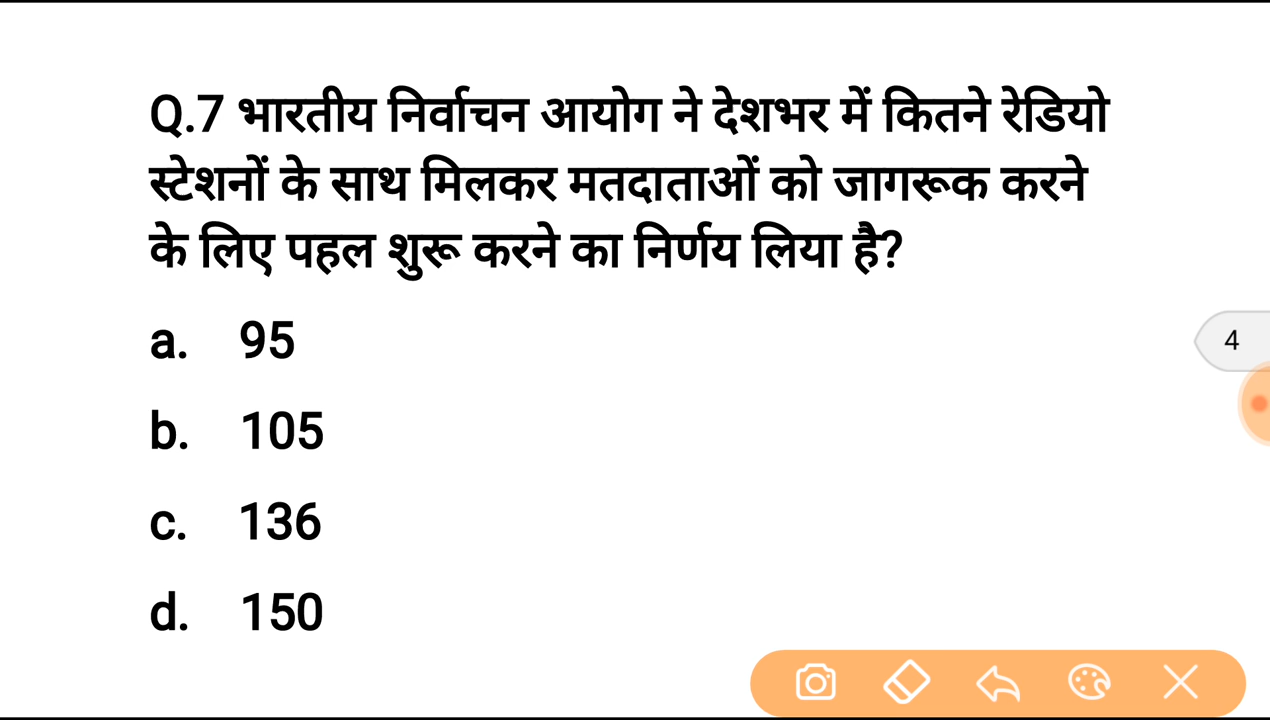 Q.7 भारतीय निर्वाचन आयोग ने देशभर में कितने रेडियो
स्टेशनों के साथ मिलकर मतदाताओं को जागरूक करने
के लिए पहल शुरू करने का निर्णय लिया है?
a. 95
4
b. 105
c. 136
d. 150